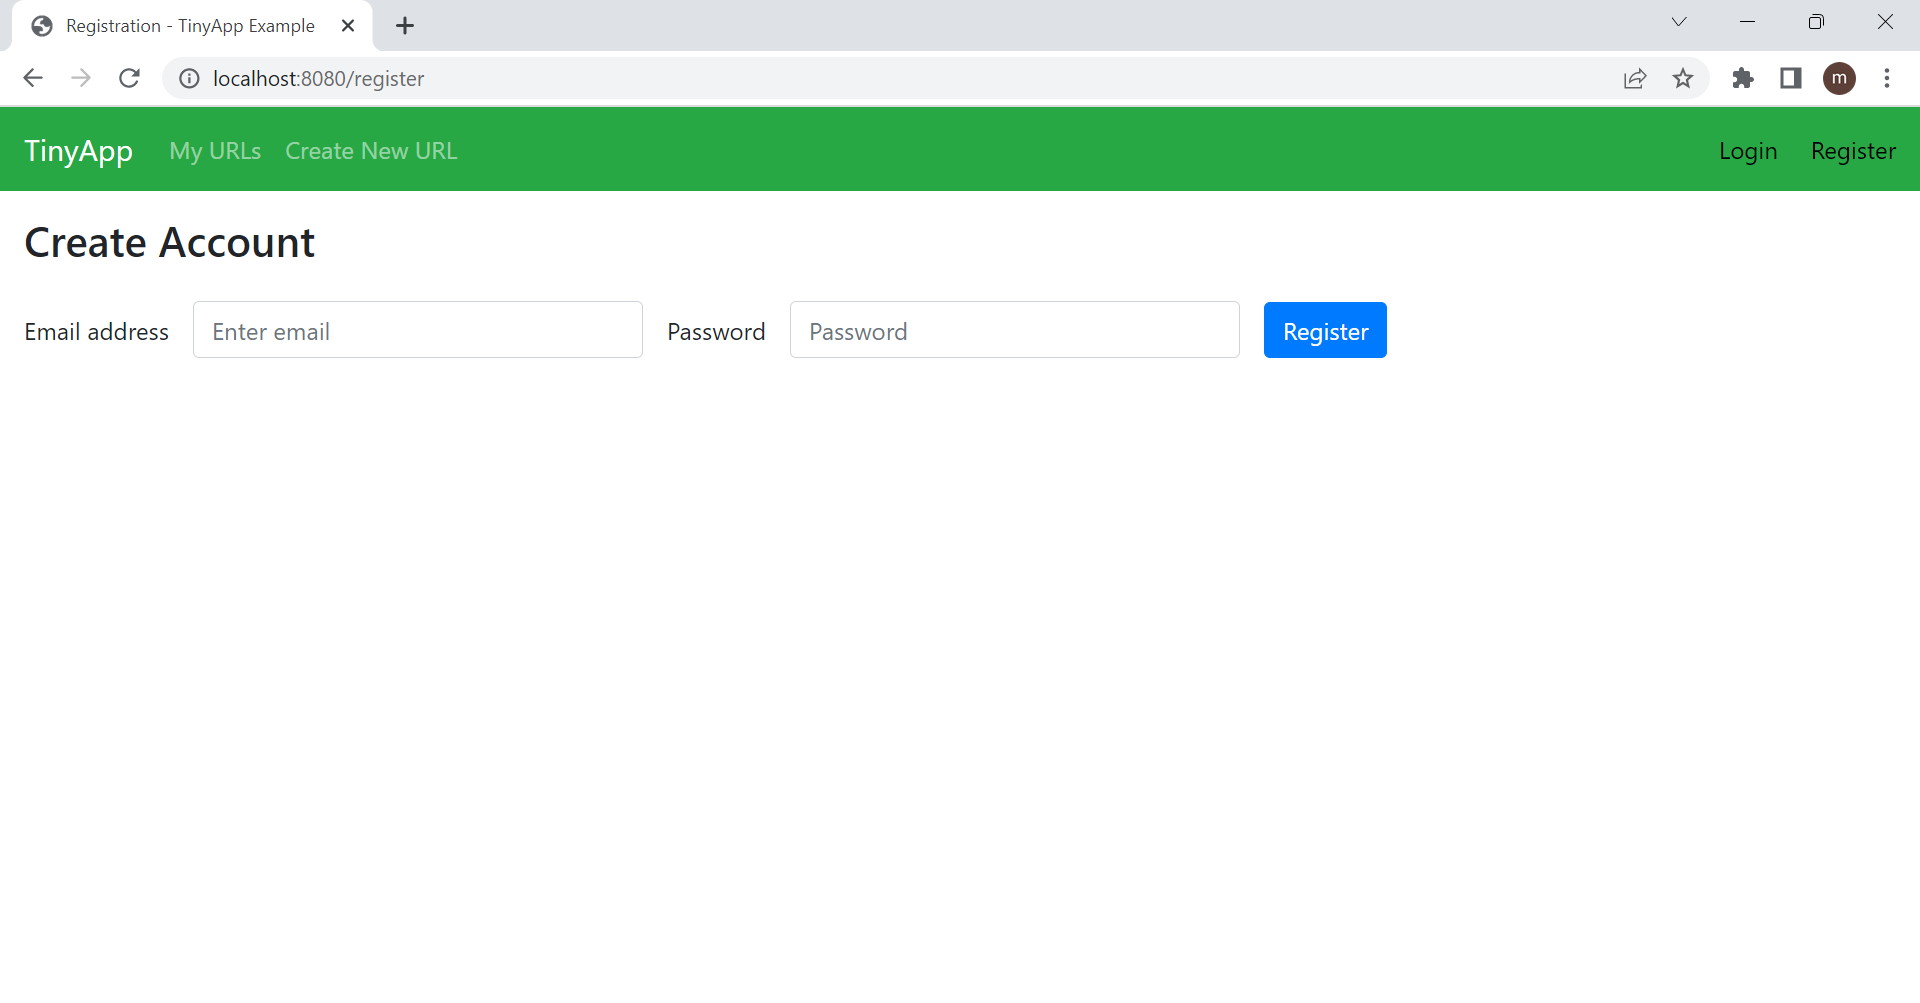 Registration - TinyApp Example
localhost:8080/register
m
TinyApp My URLs Create New URL Login Register
Create Account
Email address Enter email Password Password Register